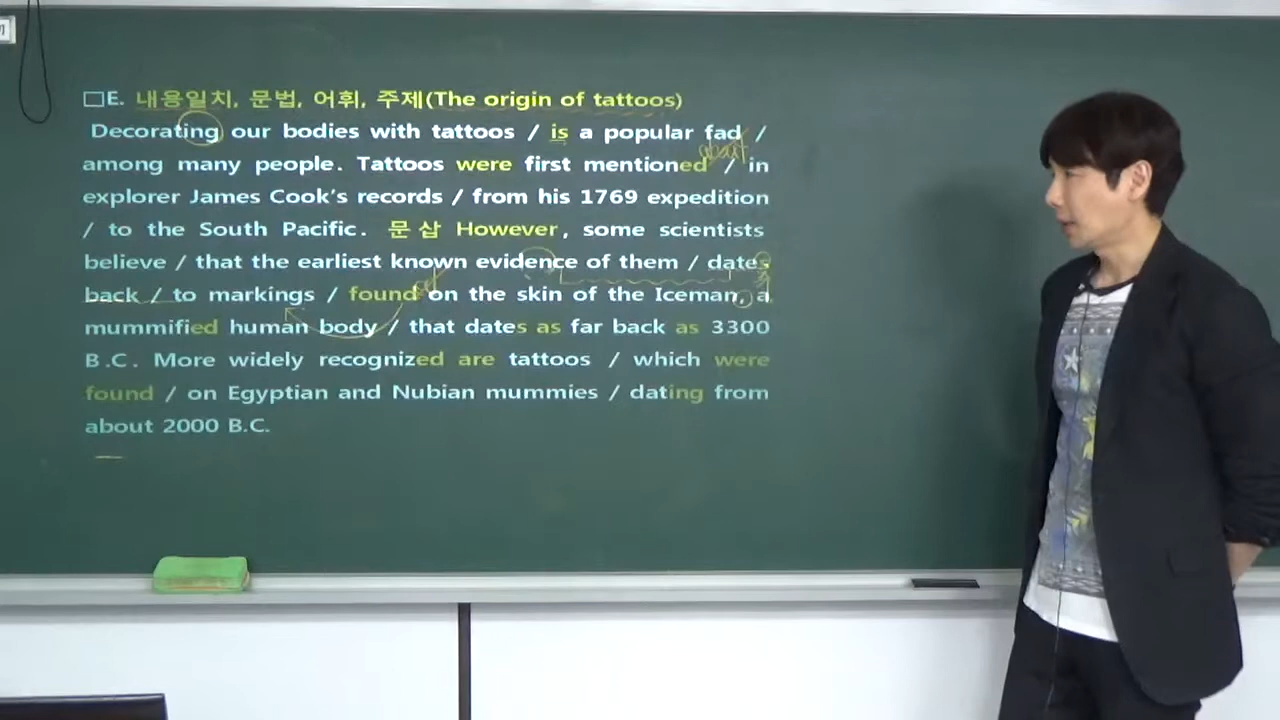 □E. 내용일치, 문법, 어휘, 주제(The origin of tattoos)
Decorating our bodies with tattoos / is a popular fad /
among many people. Tattoos were first mentioned / in
explorer James Cook's records / from his 1769 expedition
/ to the South Pacific. 문 삽 However, some scientists
believe / that the earliest known evidence of them / dates
back / to markings / found on the skin of the Iceman, a
mummified human body / that dates as far back as 3300
B.C. More widely recognized are tattoos / which were
found / on Egyptian and Nubian mummies / dating from
about 2000 B.C.